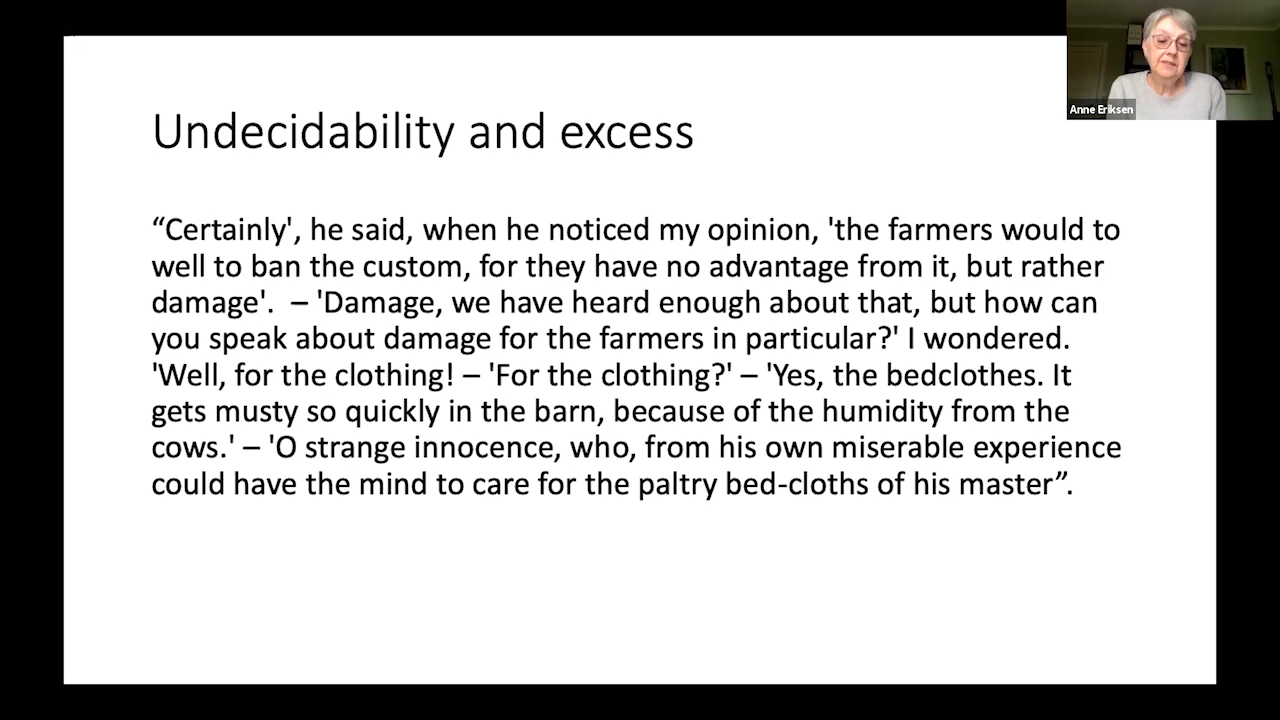 Anne Eriksen
Undecidability and excess
“Certainly', he said, when he noticed my opinion, 'the farmers would to
well to ban the custom, for they have no advantage from it, but rather
damage'.  – 'Damage, we have heard enough about that, but how can
you speak about damage for the farmers in particular?' I wondered.
'Well, for the clothing! – 'For the clothing?' – 'Yes, the bedclothes. It
gets musty so quickly in the barn, because of the humidity from the
cows.' – 'O strange innocence, who, from his own miserable experience
could have the mind to care for the paltry bed-cloths of his master”.